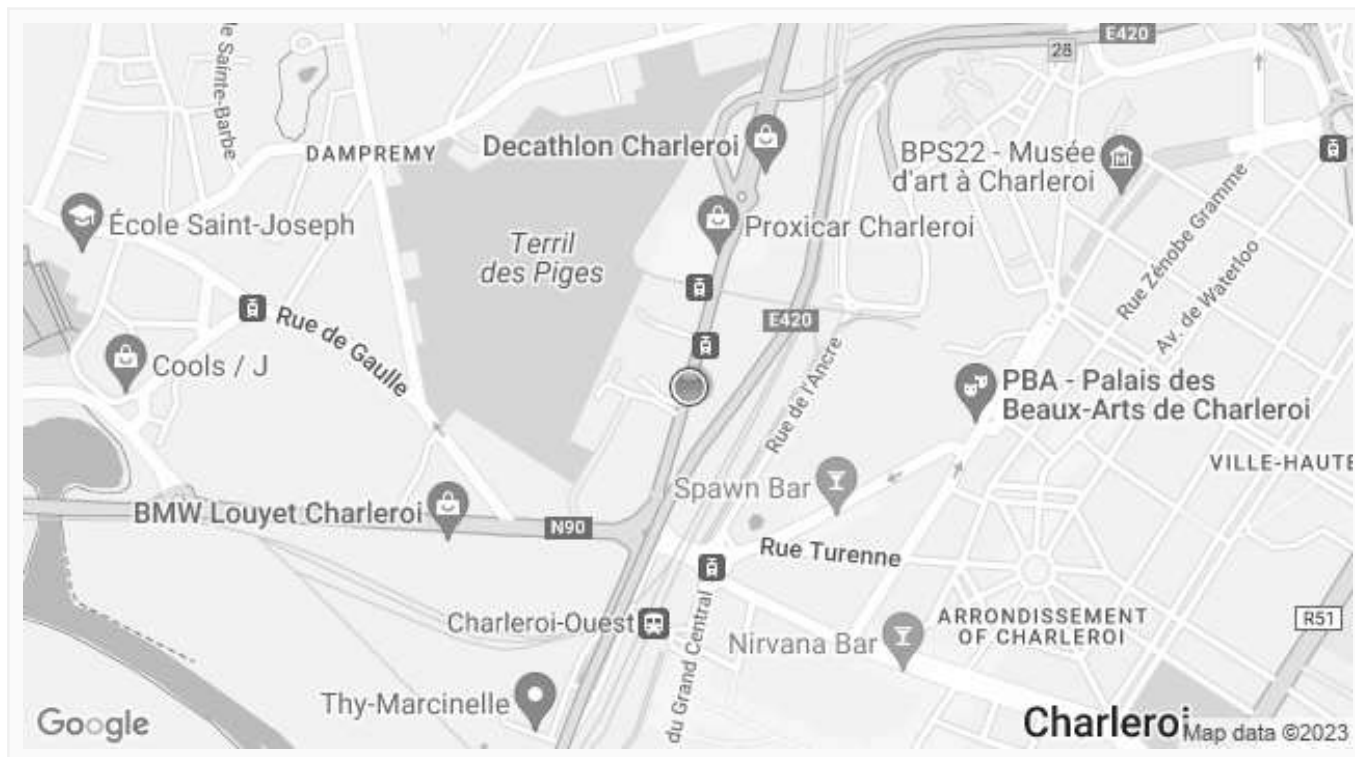 E420
28
le Sainte-Barbe
DAMPREMY
Decathlon Charleroi
BPS22 - Musée
d'art à Charleroi
École Saint-Joseph
Terril
des Piges
Proxicar Charleroi
Rue Zénobe Gramme
Av. de Waterloo
Rue de Gaulle
E420
Cools / J
Rue de l'Ancre
PBA - Palais des
Beaux-Arts de Charleroi
VILLE-HAUTE
Spawn Bar
BMW Louyet Charleroi
N90
Rue Turenne
Charleroi-Ouest
du Grand Central
Nirvana Bar
ARRONDISSEMENT
OF CHARLEROI
R51
Thy-Marcinelle
Google
Charleroi
Map data ©2023